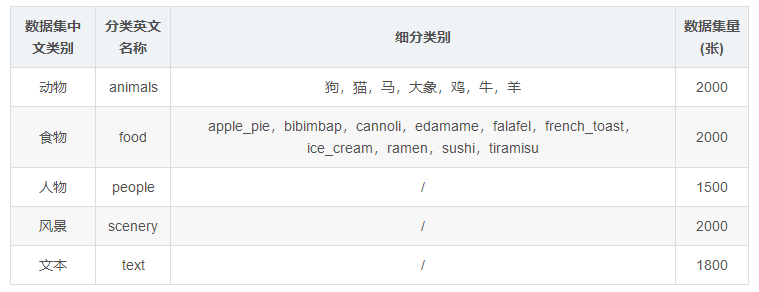 数据集中文类别 分类英文名称 细分类别 数据集量(张)
动物 animals 狗，猫，马，大象，鸡，牛，羊 2000
食物 food apple_pie，bibimbap，cannoli，edamame，falafel，french_toast，
ice_cream，ramen，sushi，tiramisu 2000
人物 people / 1500
风景 scenery / 2000
文本 text / 1800